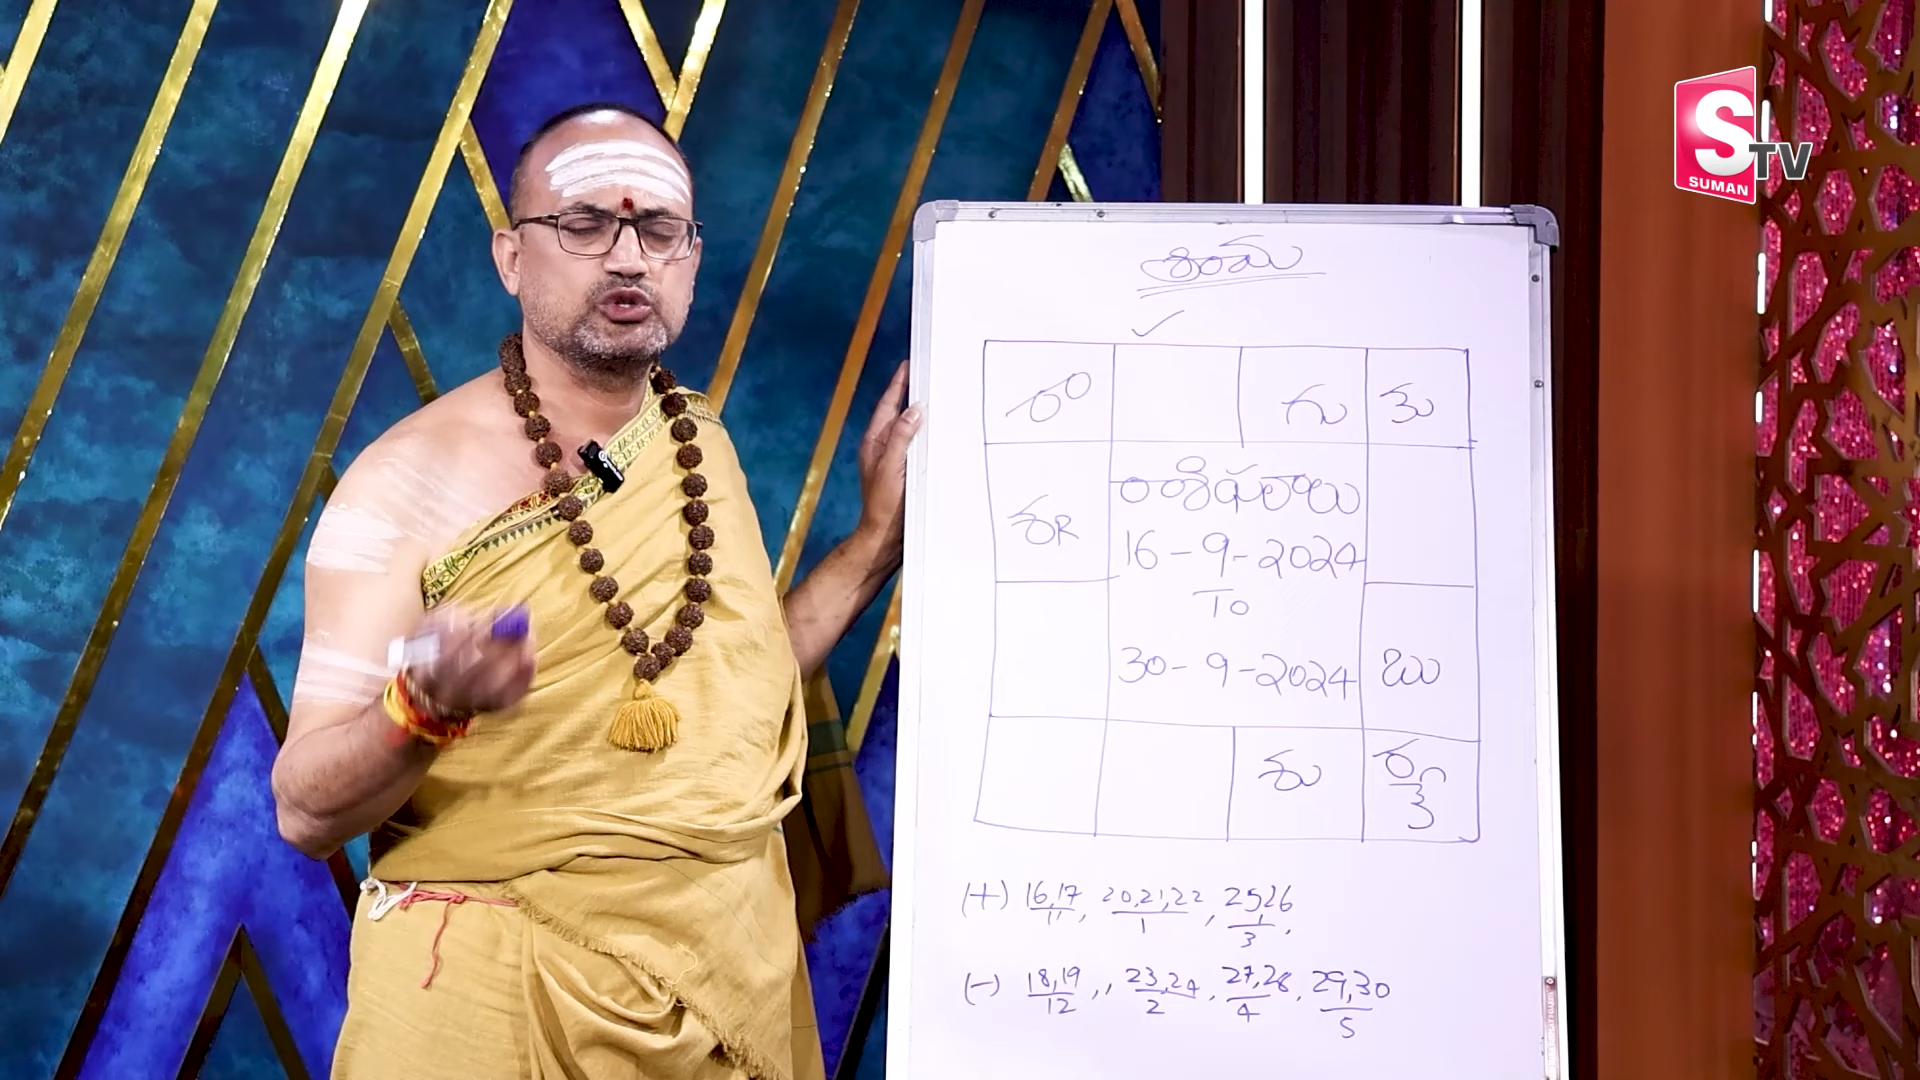 S TV
SUMAN
శ్రీరామ
రా గు కు
రాశిఫలాలు
శR
16-9-2024
To
30-9-2024
బు
శు ర / కే
(+) 16,17 / 11, 20,21,22 / 1, 25,26 / 3,
(-) 18,19 / 12,, 23,24 / 2, 27,28 / 4, 29,30 / 5